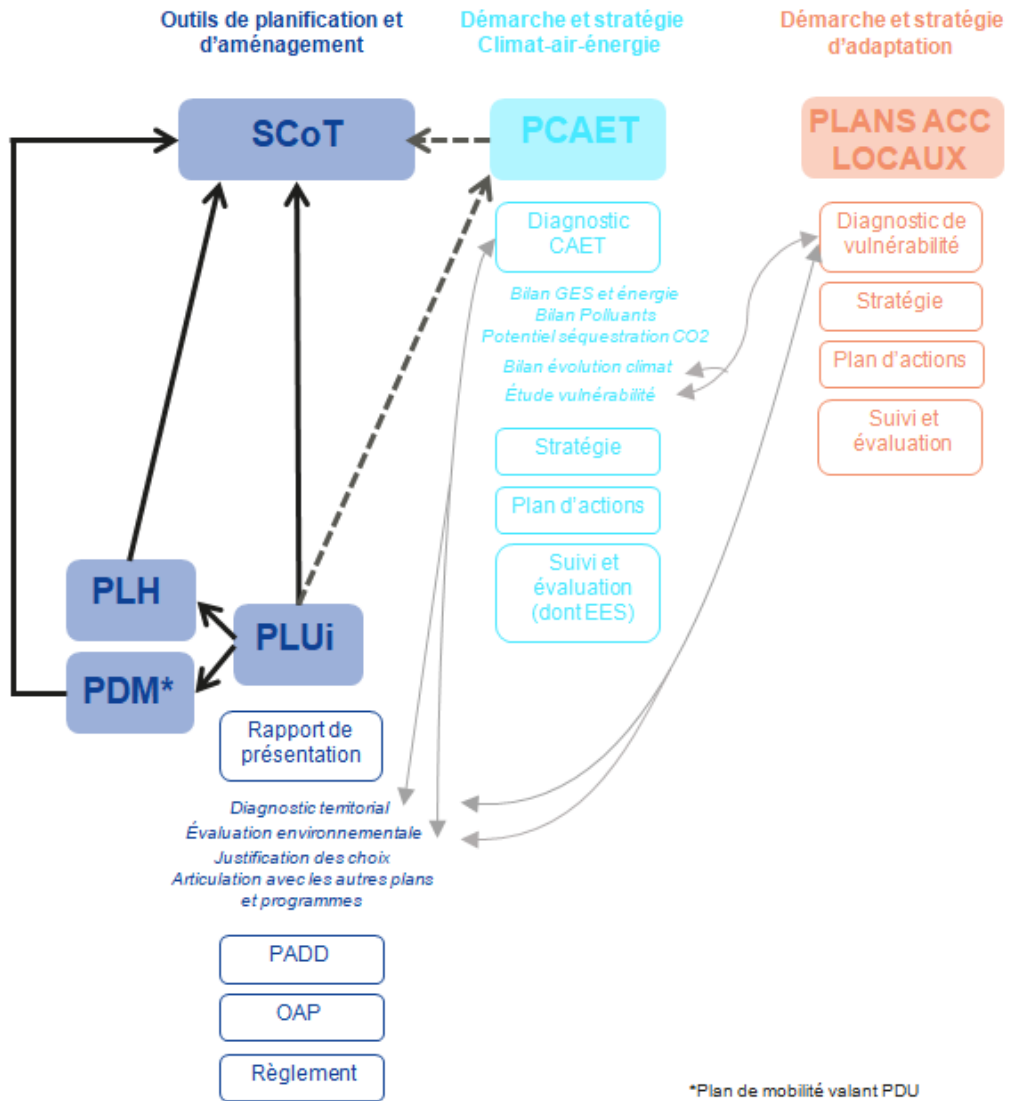 Outils de planification et
d'aménagement
Démarche et stratégie
Climat-air-énergie
Démarche et stratégie
d'adaptation
SCoT
PCAET
PLANS ACC
LOCAUX
Diagnostic
CAET
Bilan GES et énergie
Bilan Polluants
Potentiel séquestration CO2
Bilan évolution climat
Étude vulnérabilité
Stratégie
Plan d'actions
Suivi et
évaluation
(dont EES)
Diagnostic de
vulnérabilité
Stratégie
Plan d'actions
Suivi et
évaluation
PLH
PLUi
PDM*
Rapport de
présentation
Diagnostic territorial
Évaluation environnementale
Justification des choix
Articulation avec les autres plans
et programmes
PADD
OAP
Règlement
*Plan de mobilité valant PDU